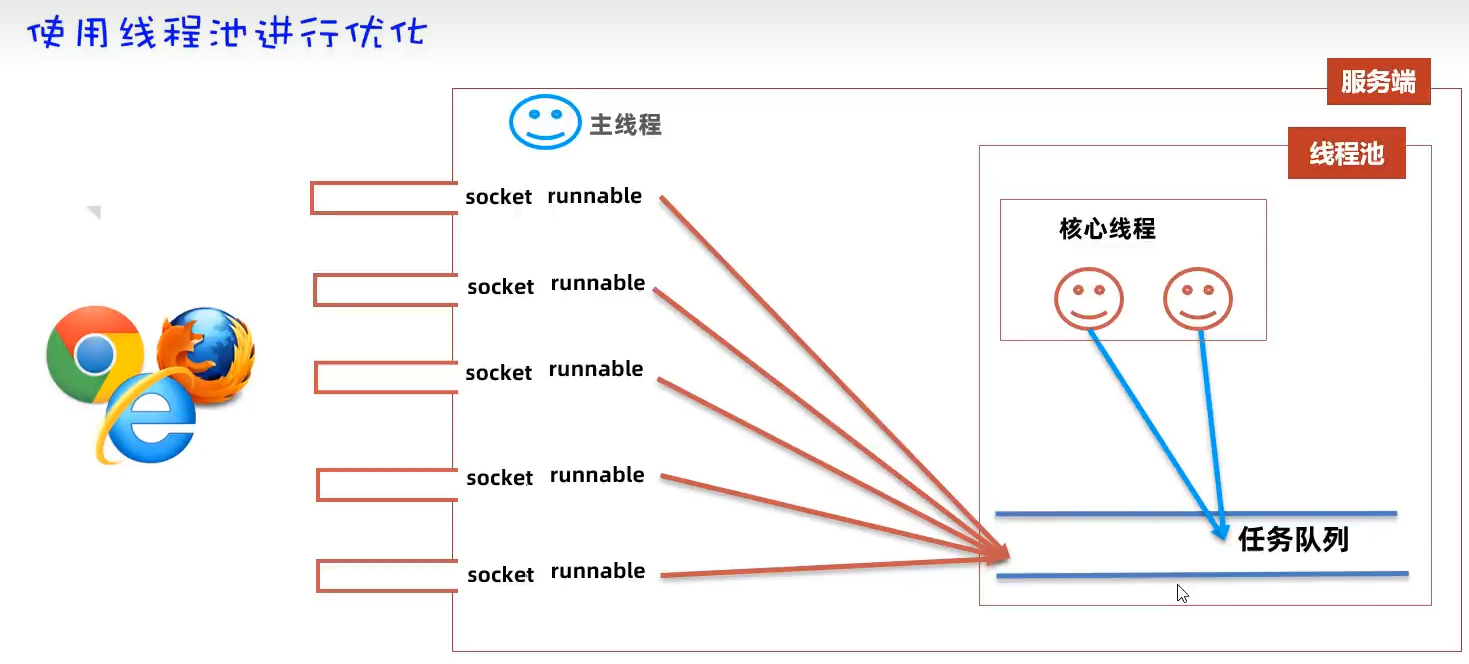 使用线程池进行优化
服务端
主线程
线程池
socket runnable
核心线程
socket runnable
socket runnable
socket runnable
任务队列
socket runnable